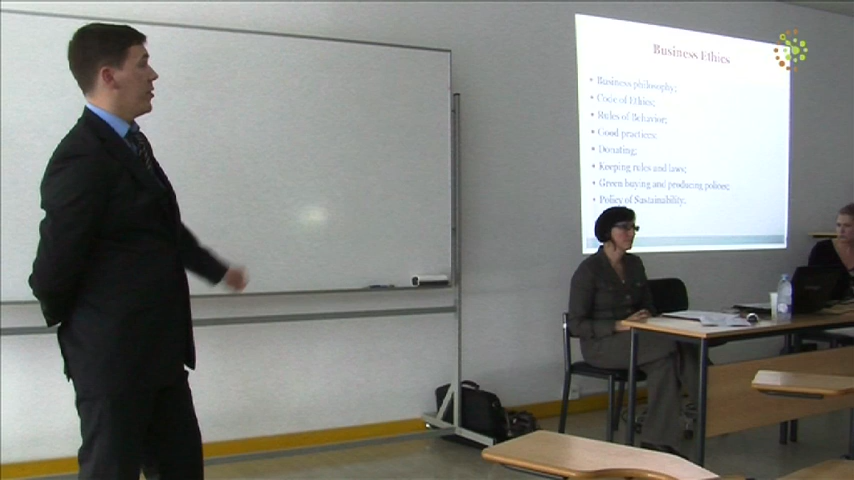 Business Ethics
• Business philosophy;
• Code of Ethics;
• Rules of Behavior;
• Good practices;
• Donating;
• Keeping rules and laws;
• Green buying and producing polices;
• Policy of Sustainability.